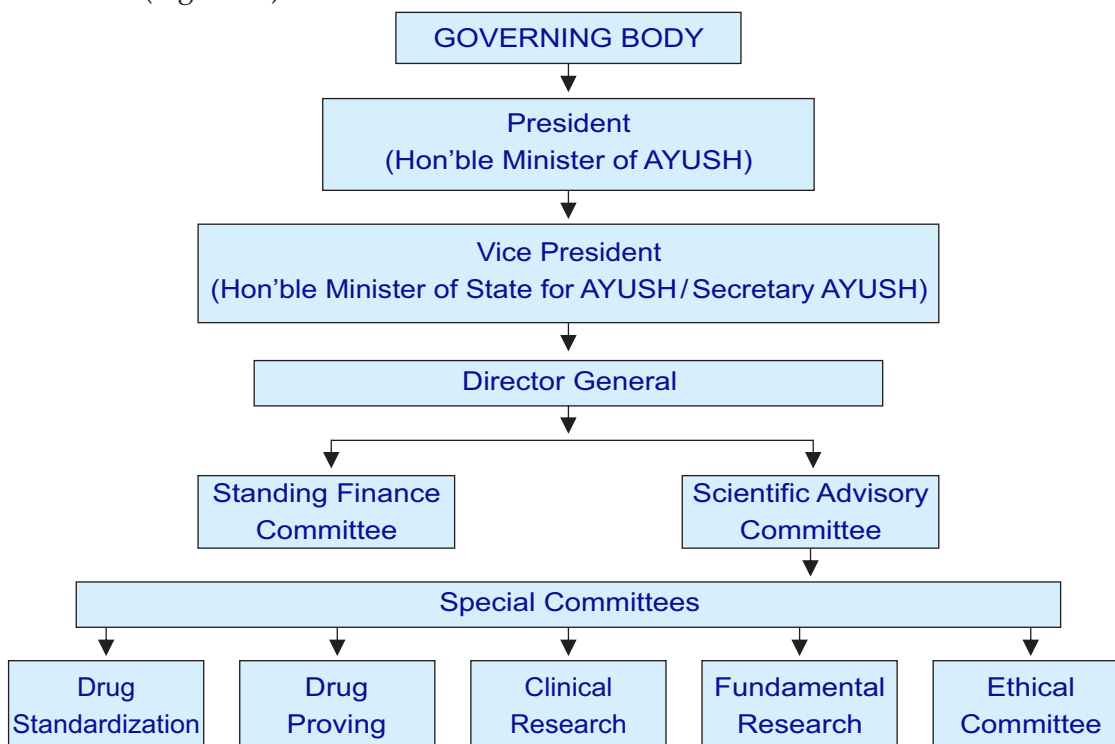 GOVERNING BODY
President
(Hon'ble Minister of AYUSH)
Vice President
(Hon'ble Minister of State for AYUSH/Secretary AYUSH)
Director General
Standing Finance
Committee
Scientific Advisory
Committee
Special Committees
Drug
Standardization
Drug
Proving
Clinical
Research
Fundamental
Research
Ethical
Committee